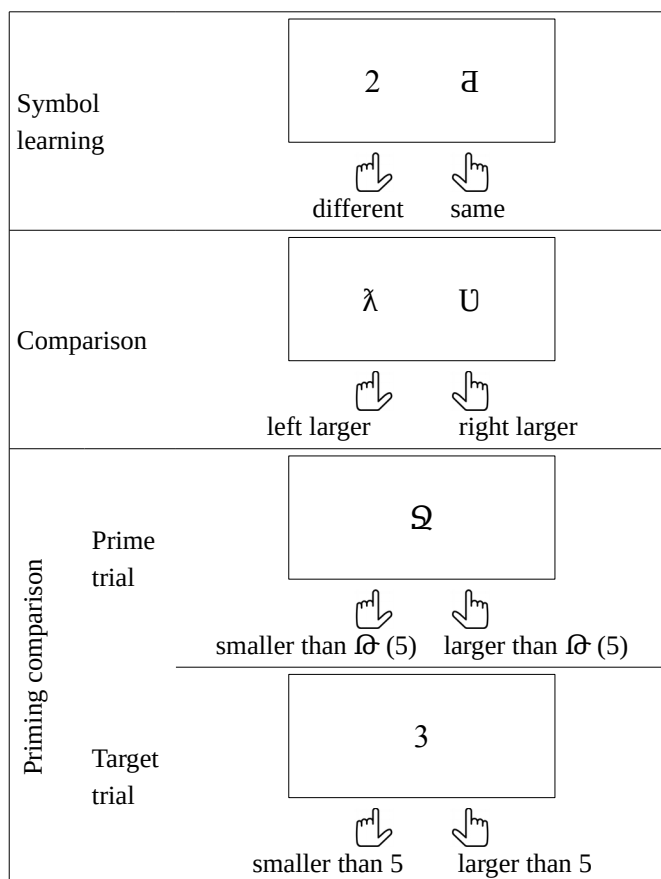 Symbol
learning
2
different same
Comparison
ƛ
left larger right larger
Priming comparison
Prime
trial
Ջ
smaller than Թ (5) larger than Թ (5)
Target
trial
3
smaller than 5 larger than 5